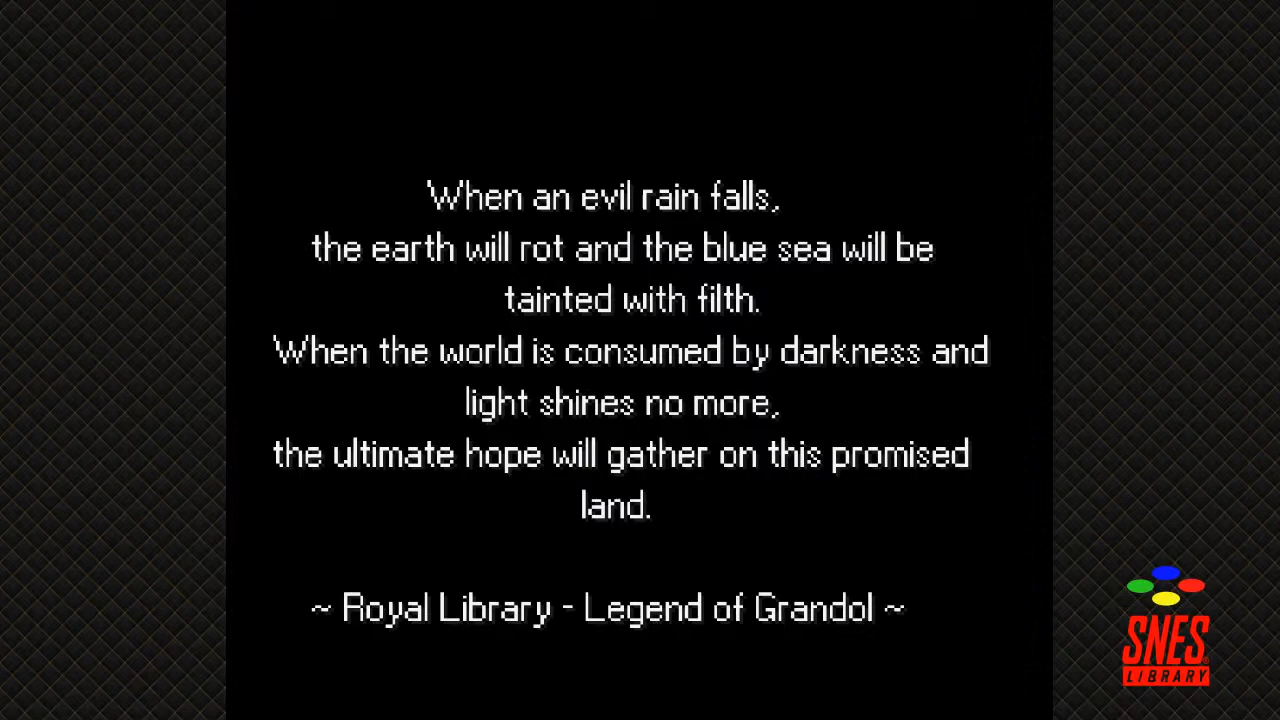 When an evil rain falls,
the earth will rot and the blue sea will be
tainted with filth.
When the world is consumed by darkness and
light shines no more,
the ultimate hope will gather on this promised
land.
~ Royal Library - Legend of Grandol ~
SNES®
LIBRARY